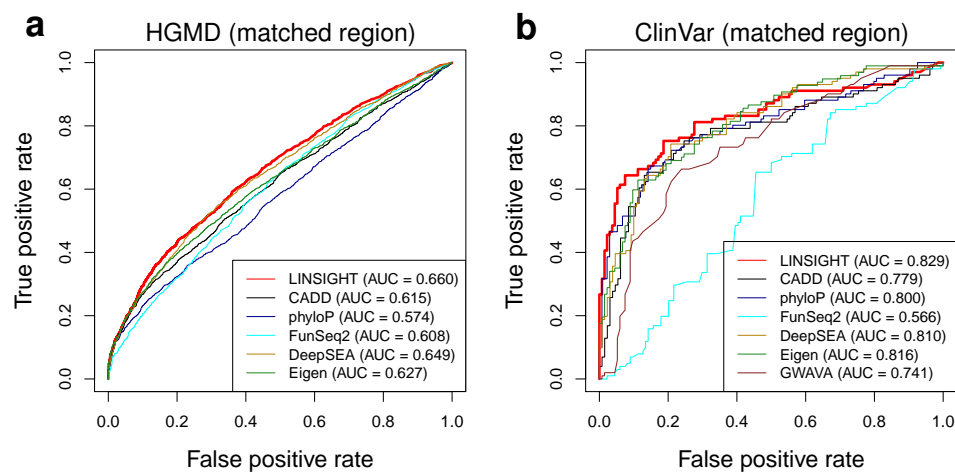 a
HGMD (matched region)
True positive rate
1.0
0.8
0.6
0.4
0.2
0.0
LINSIGHT (AUC = 0.660)
CADD (AUC = 0.615)
phyloP (AUC = 0.574)
FunSeq2 (AUC = 0.608)
DeepSEA (AUC = 0.649)
Eigen (AUC = 0.627)
0.0 0.2 0.4 0.6 0.8 1.0
False positive rate
b
ClinVar (matched region)
True positive rate
1.0
0.8
0.6
0.4
0.2
0.0
LINSIGHT (AUC = 0.829)
CADD (AUC = 0.779)
phyloP (AUC = 0.800)
FunSeq2 (AUC = 0.566)
DeepSEA (AUC = 0.810)
Eigen (AUC = 0.816)
GWAVA (AUC = 0.741)
0.0 0.2 0.4 0.6 0.8 1.0
False positive rate